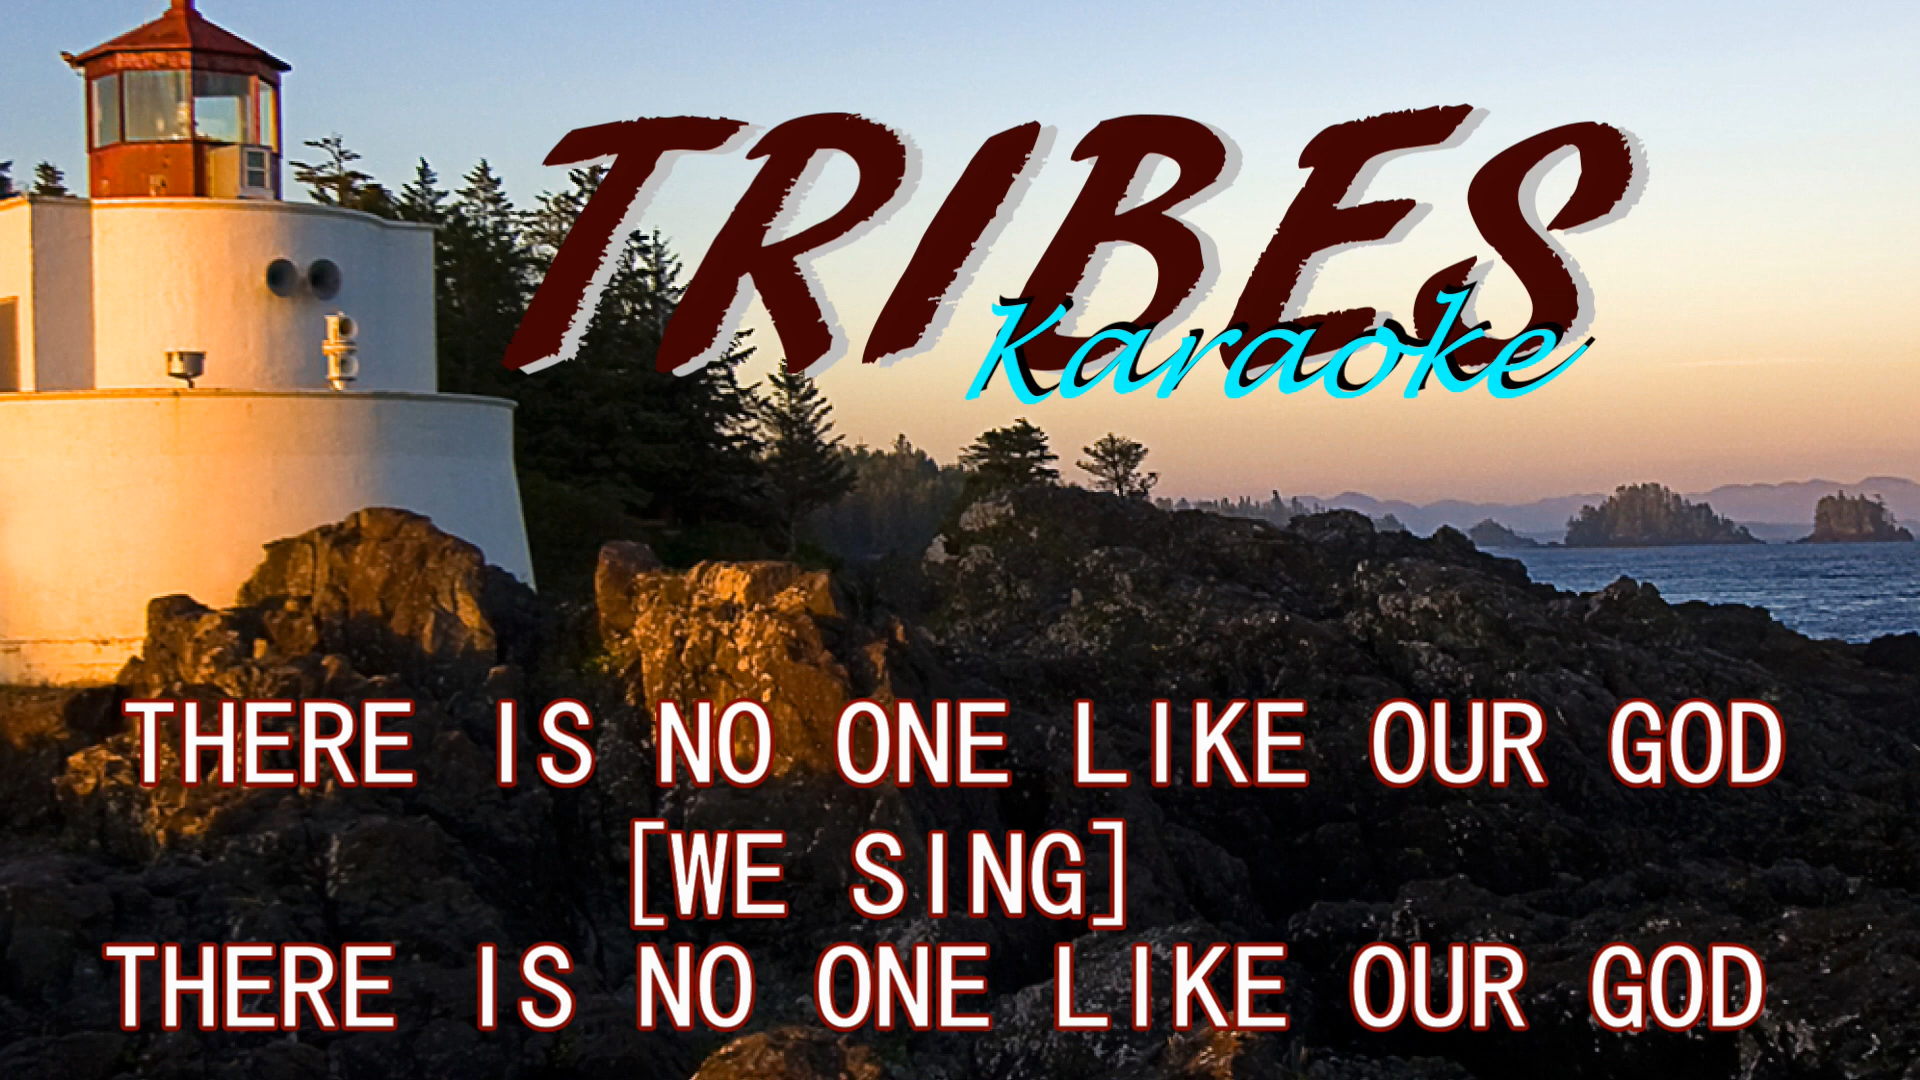 TRIBES
Karaoke
THERE IS NO ONE LIKE OUR GOD
[WE SING]
THERE IS NO ONE LIKE OUR GOD